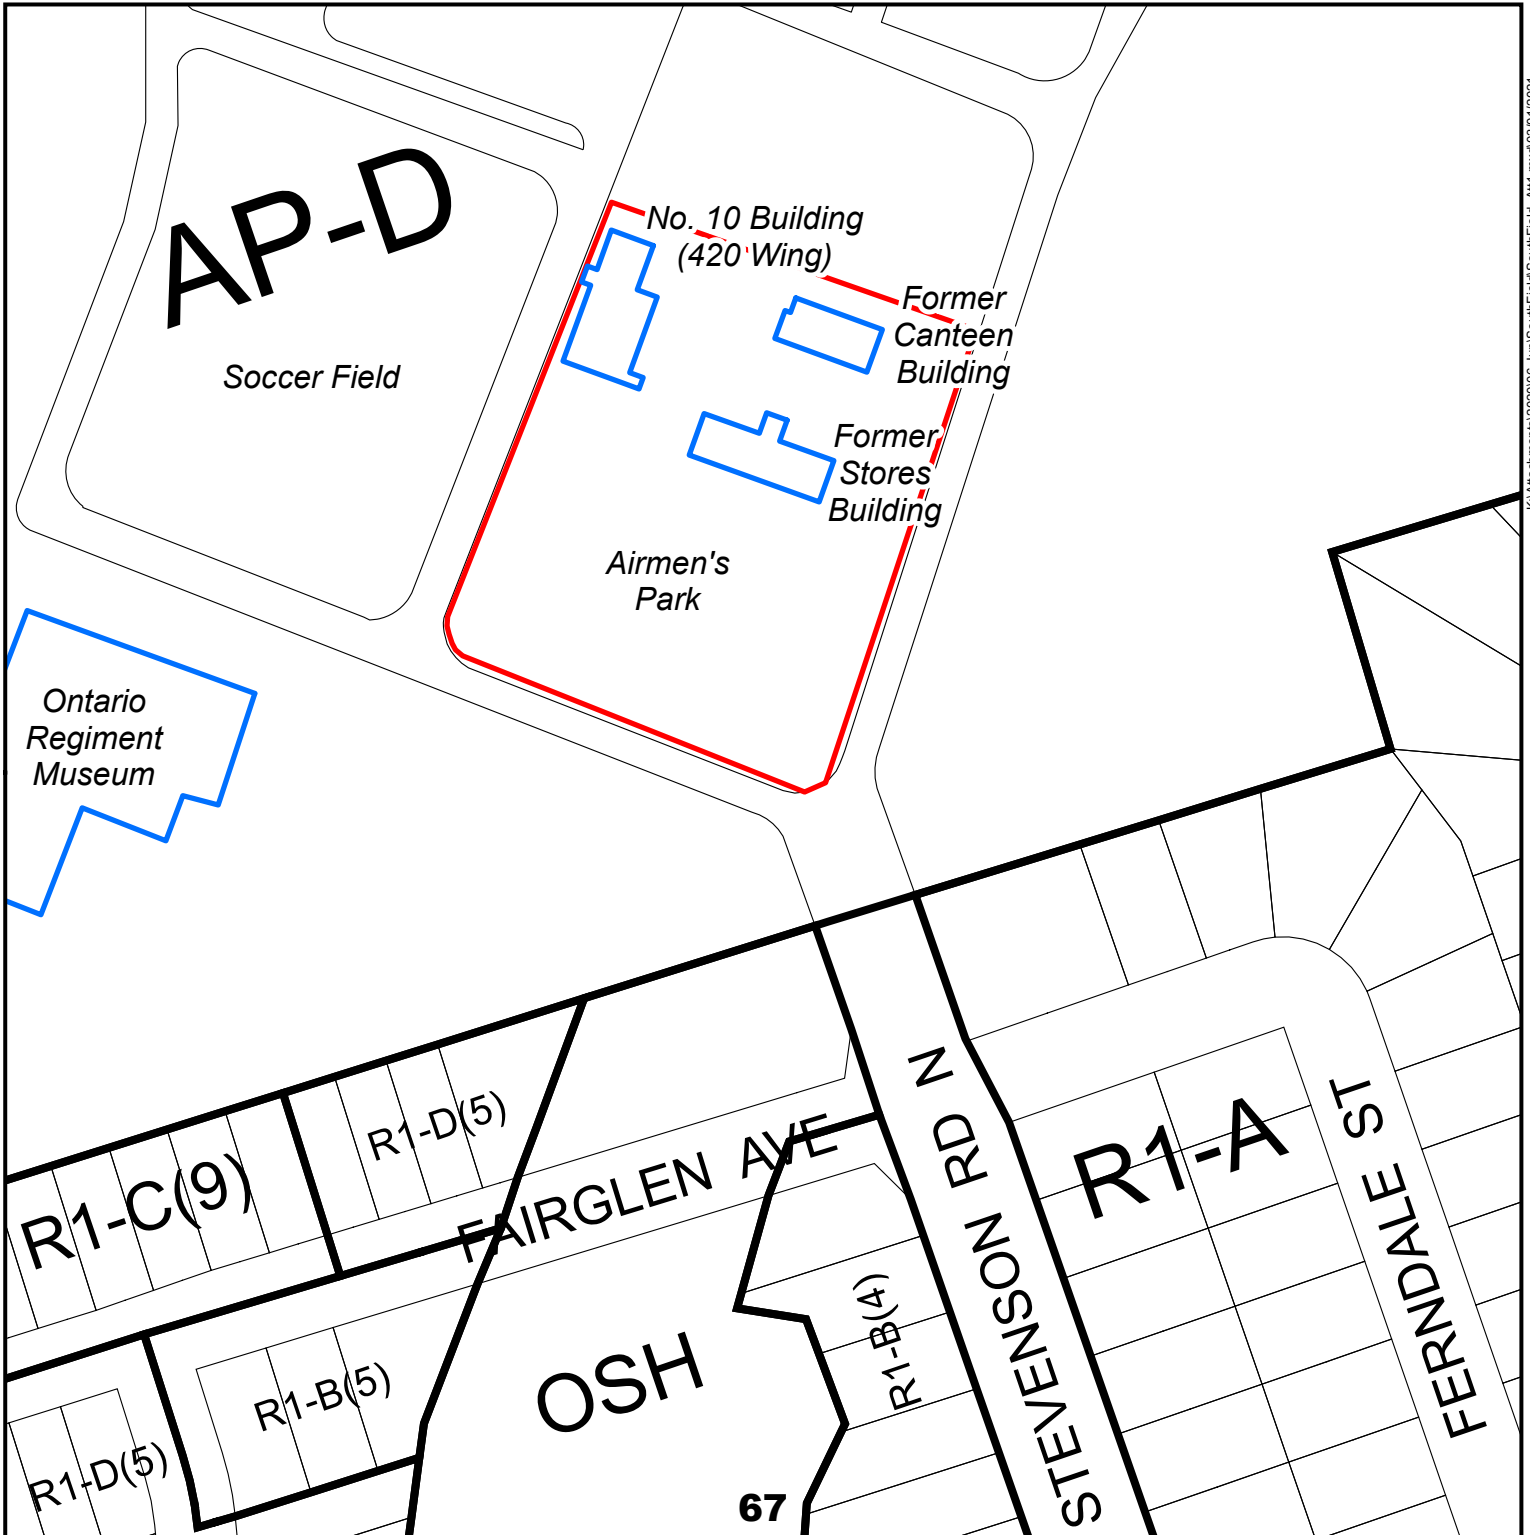 AP-D
No. 10 Building
(420 Wing)
Former
Canteen
Building
Soccer Field
Former
Stores
Building
Airmen's
Park
Ontario
Regiment
Museum
R1-D(5)
R1-C(9)
FAIRGLEN AVE
STEVENSON RD N
R1-A
FERNDALE ST
R1-B(4)
R1-B(5)
OSH
R1-D(5)
67